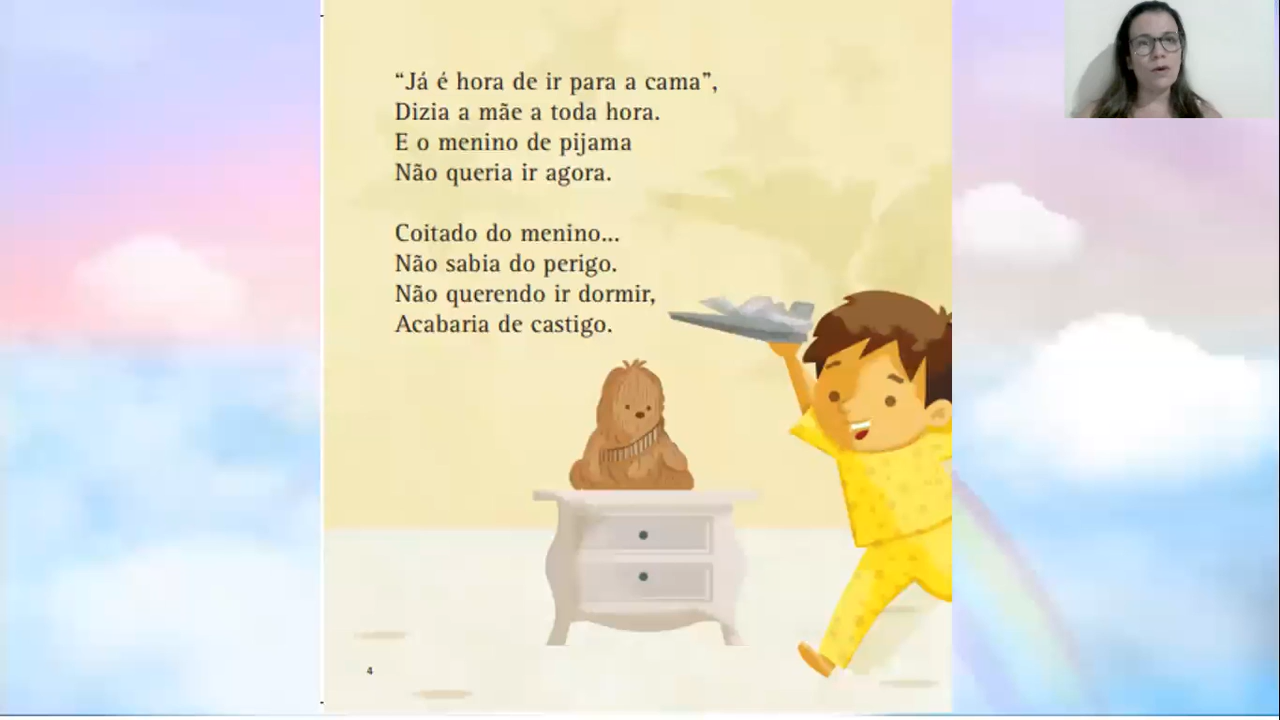 “Já é hora de ir para a cama”,
Dizia a mãe a toda hora.
E o menino de pijama
Não queria ir agora.
Coitado do menino...
Não sabia do perigo.
Não querendo ir dormir,
Acabaria de castigo.
4